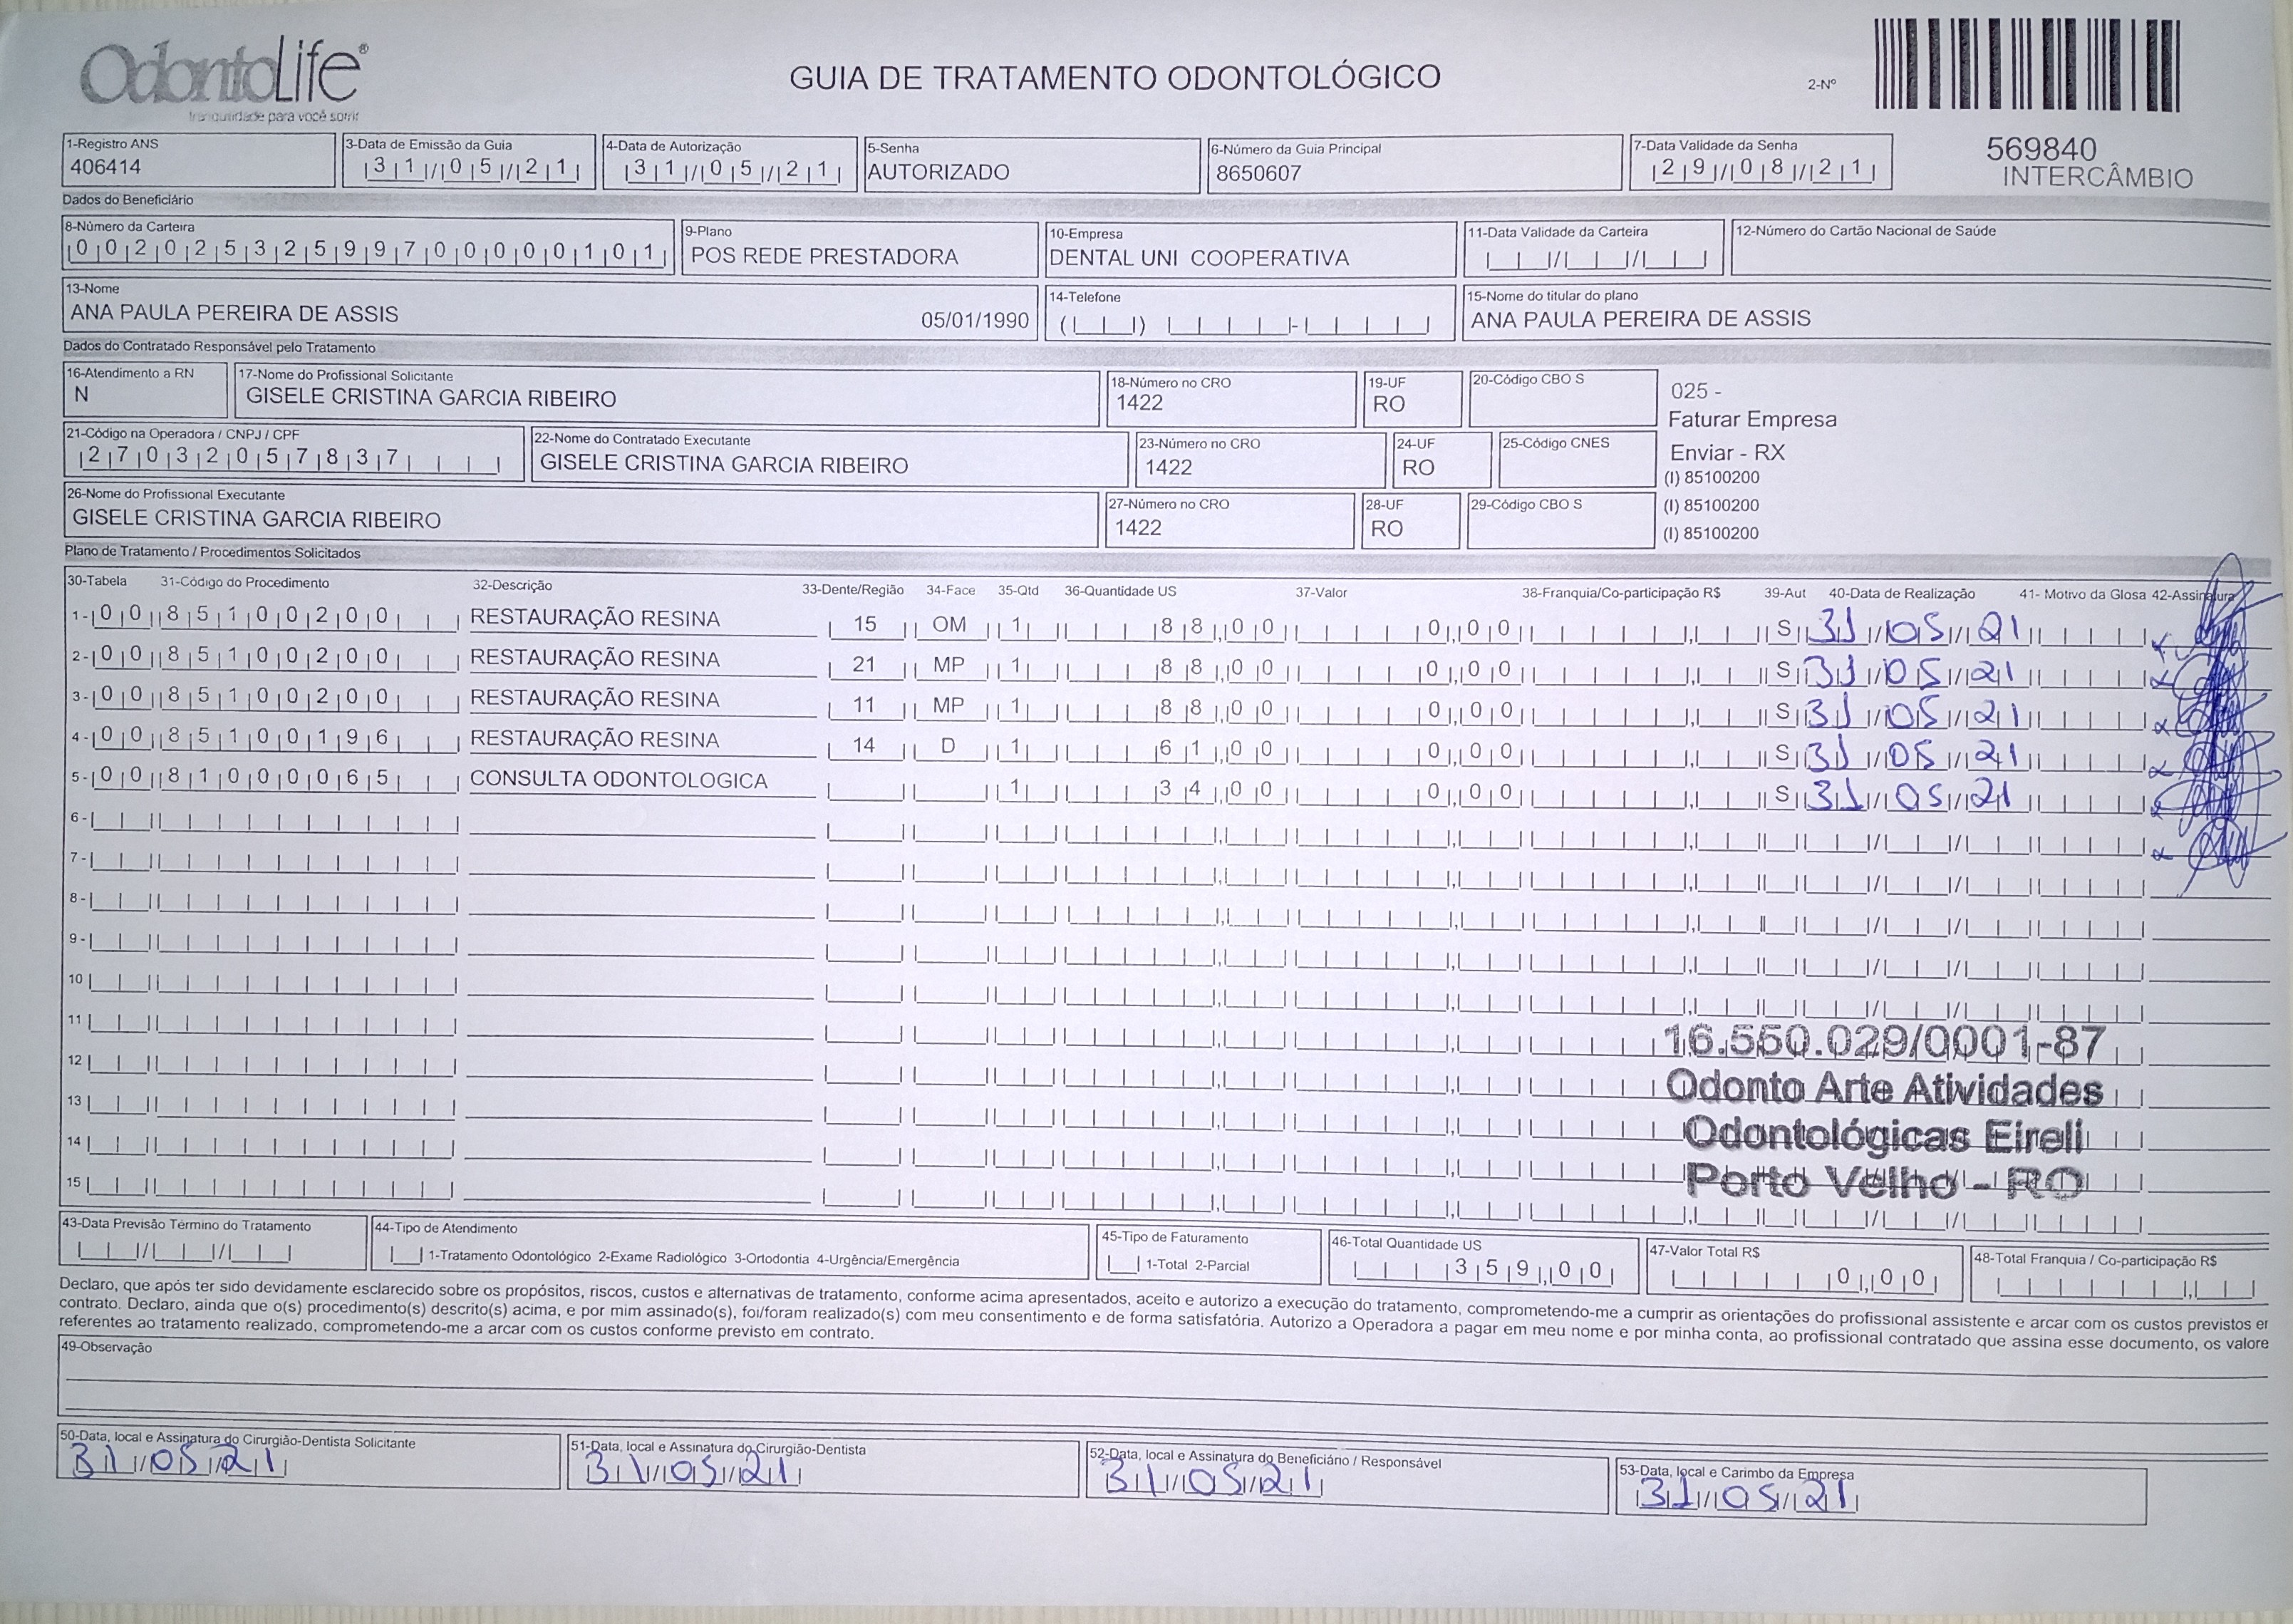 OdontoLife®
tranquilidade para você sorrir
GUIA DE TRATAMENTO ODONTOLÓGICO
2-Nº
569840
INTERCÂMBIO
1-Registro ANS
406414
3-Data de Emissão da Guia
31/05/21
4-Data de Autorização
31/05/21
5-Senha
AUTORIZADO
6-Número da Guia Principal
8650607
7-Data Validade da Senha
29/08/21
Dados do Beneficiário
8-Número da Carteira
00202532599700000101
9-Plano
POS REDE PRESTADORA
10-Empresa
DENTAL UNI COOPERATIVA
11-Data Validade da Carteira
12-Número do Cartão Nacional de Saúde
13-Nome
ANA PAULA PEREIRA DE ASSIS 05/01/1990
14-Telefone
15-Nome do titular do plano
ANA PAULA PEREIRA DE ASSIS
Dados do Contratado Responsável pelo Tratamento
16-Atendimento a RN
N
17-Nome do Profissional Solicitante
GISELE CRISTINA GARCIA RIBEIRO
18-Número no CRO
1422
19-UF
RO
20-Código CBO S
025 -
Faturar Empresa
Enviar - RX
(I) 85100200
(I) 85100200
(I) 85100200
21-Código na Operadora / CNPJ / CPF
27032057837
22-Nome do Contratado Executante
GISELE CRISTINA GARCIA RIBEIRO
23-Número no CRO
1422
24-UF
RO
25-Código CNES
26-Nome do Profissional Executante
GISELE CRISTINA GARCIA RIBEIRO
27-Número no CRO
1422
28-UF
RO
29-Código CBO S
Plano de Tratamento / Procedimentos Solicitados
30-Tabela 31-Código do Procedimento 32-Descrição 33-Dente/Região 34-Face 35-Qtd 36-Quantidade US 37-Valor 38-Franquia/Co-participação R$ 39-Aut 40-Data de Realização 41- Motivo da Glosa 42-Assinatura
1- 00 85100200 RESTAURAÇÃO RESINA 15 OM 1 88,00 0,00 S 31/05/21
2- 00 85100200 RESTAURAÇÃO RESINA 21 MP 1 88,00 0,00 S 31/05/21
3- 00 85100200 RESTAURAÇÃO RESINA 11 MP 1 88,00 0,00 S 31/05/21
4- 00 85100196 RESTAURAÇÃO RESINA 14 D 1 61,00 0,00 S 31/05/21
5- 00 81000065 CONSULTA ODONTOLOGICA 1 34,00 0,00 S 31/05/21
6-
7-
8-
9-
10
11
12
13
14
15
16.550.029/0001-87
Odonto Arte Atividades
Odontológicas Eireli
Porto Velho - RO
43-Data Previsão Término do Tratamento
44-Tipo de Atendimento
1-Tratamento Odontológico 2-Exame Radiológico 3-Ortodontia 4-Urgência/Emergência
45-Tipo de Faturamento
1-Total 2-Parcial
46-Total Quantidade US
359,00
47-Valor Total R$
0,00
48-Total Franquia / Co-participação R$
Declaro, que após ter sido devidamente esclarecido sobre os propósitos, riscos, custos e alternativas de tratamento, conforme acima apresentados, aceito e autorizo a execução do tratamento, comprometendo-me a cumprir as orientações do profissional assistente e arcar com os custos previstos er
contrato. Declaro, ainda que o(s) procedimento(s) descrito(s) acima, e por mim assinado(s), foi/foram realizado(s) com meu consentimento e de forma satisfatória. Autorizo a Operadora a pagar em meu nome e por minha conta, ao profissional contratado que assina esse documento, os valore
referentes ao tratamento realizado, comprometendo-me a arcar com os custos conforme previsto em contrato.
49-Observação
50-Data, local e Assinatura do Cirurgião-Dentista Solicitante
31/05/21
51-Data, local e Assinatura do Cirurgião-Dentista
31/05/21
52-Data, local e Assinatura do Beneficiário / Responsável
31/05/21
53-Data, local e Carimbo da Empresa
31/05/21